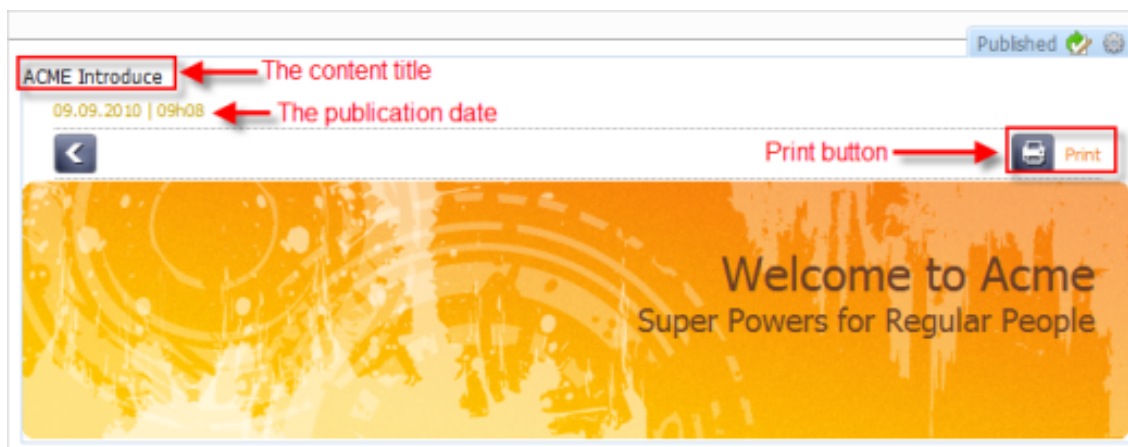 Published
ACME Introduce
The content title
09.09.2010 | 09h08
The publication date
Print button
Print
Welcome to Acme
Super Powers for Regular People